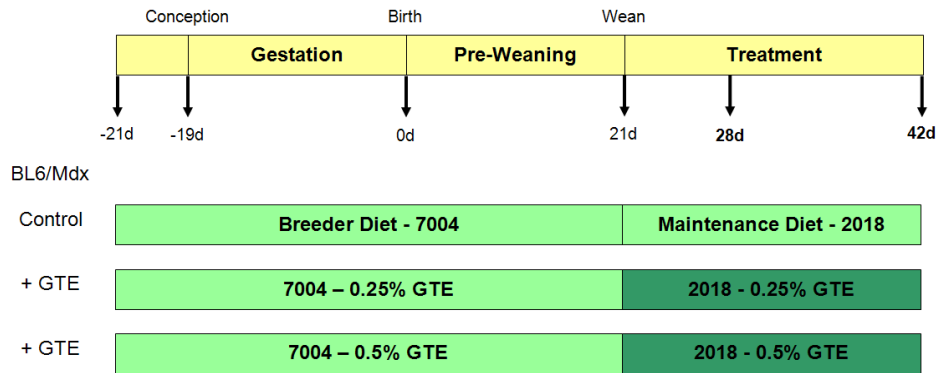 Conception Birth Wean
Gestation Pre-Weaning Treatment
-21d -19d 0d 21d 28d 42d
BL6/Mdx
Control Breeder Diet - 7004 Maintenance Diet - 2018
+ GTE 7004 – 0.25% GTE 2018 - 0.25% GTE
+ GTE 7004 – 0.5% GTE 2018 - 0.5% GTE